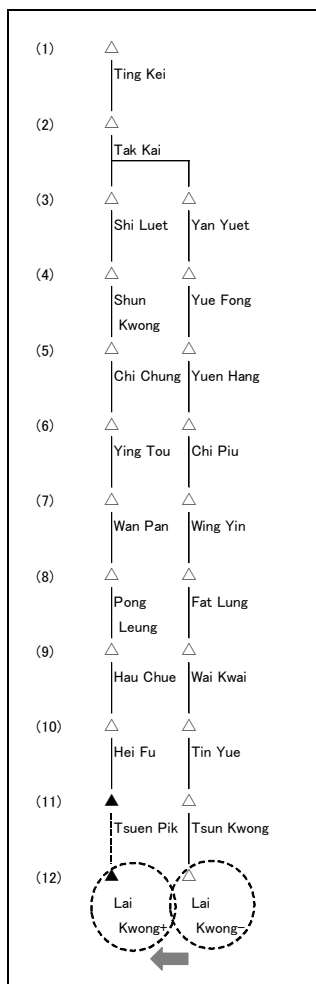 (1)
Ting Kei
(2)
Tak Kai
(3)
Shi Luet
Yan Yuet
(4)
Shun
Kwong
Yue Fong
(5)
Chi Chung
Yuen Hang
(6)
Ying Tou
Chi Piu
(7)
Wan Pan
Wing Yin
(8)
Pong
Leung
Fat Lung
(9)
Hau Chue
Wai Kwai
(10)
Hei Fu
Tin Yue
(11)
Tsuen Pik
Tsun Kwong
(12)
Lai
Kwong+
Lai
Kwong-